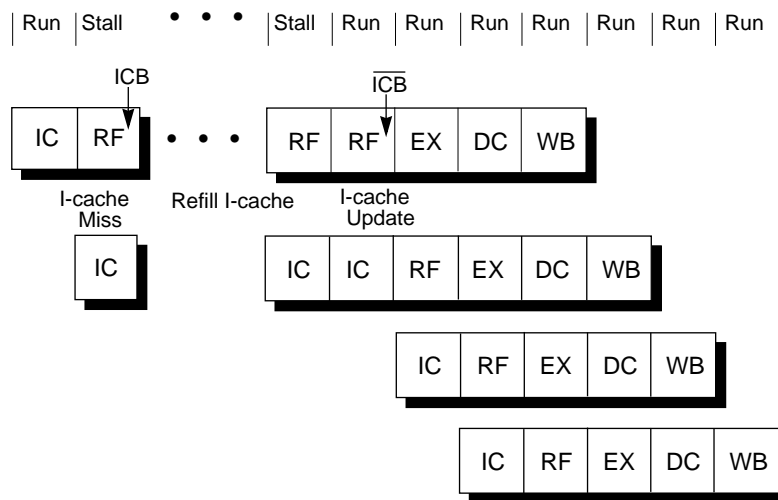 Run Stall • • • Stall Run Run Run Run Run Run Run
ICB ICB
IC RF • • • RF RF EX DC WB
I-cache Miss Refill I-cache I-cache Update
IC IC IC RF EX DC WB
IC RF EX DC WB
IC RF EX DC WB